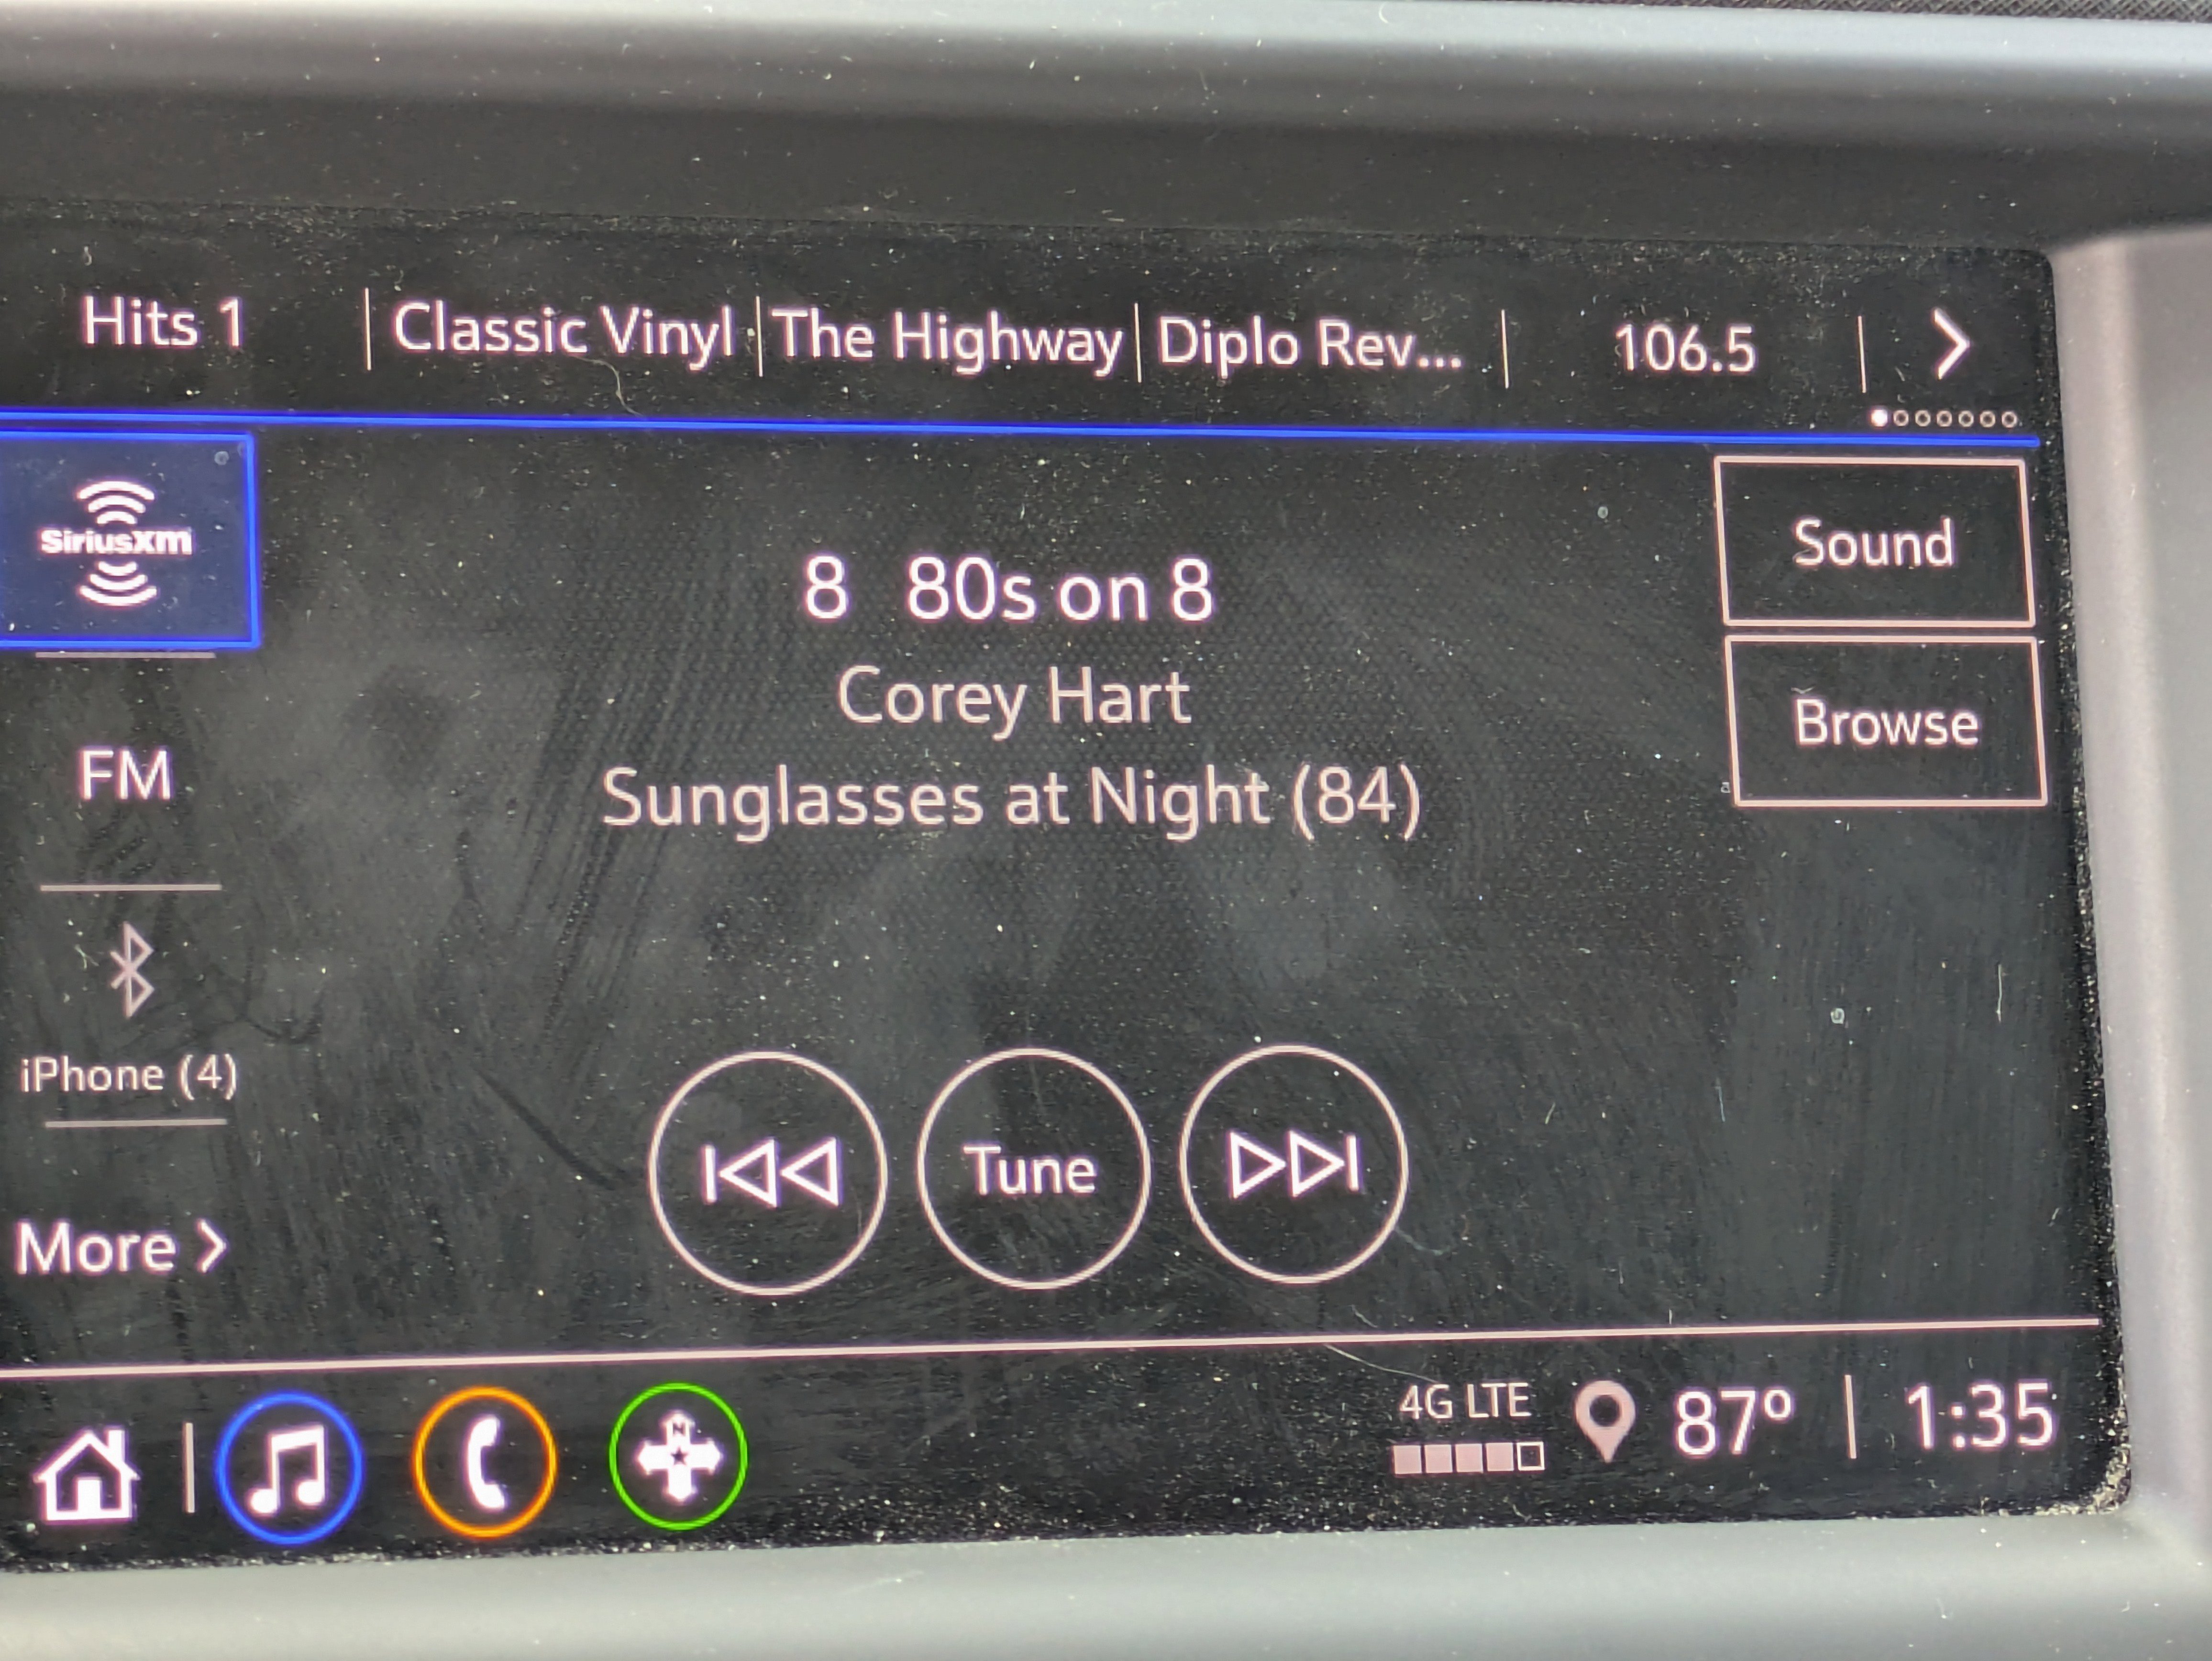 Hits 1 Classic Vinyl The Highway Diplo Rev... 106.5
SiriusXM
8 80s on 8
Corey Hart
Sunglasses at Night (84)
Sound
Browse
FM
iPhone (4)
More
Tune
N
4G LTE
87° 1:35